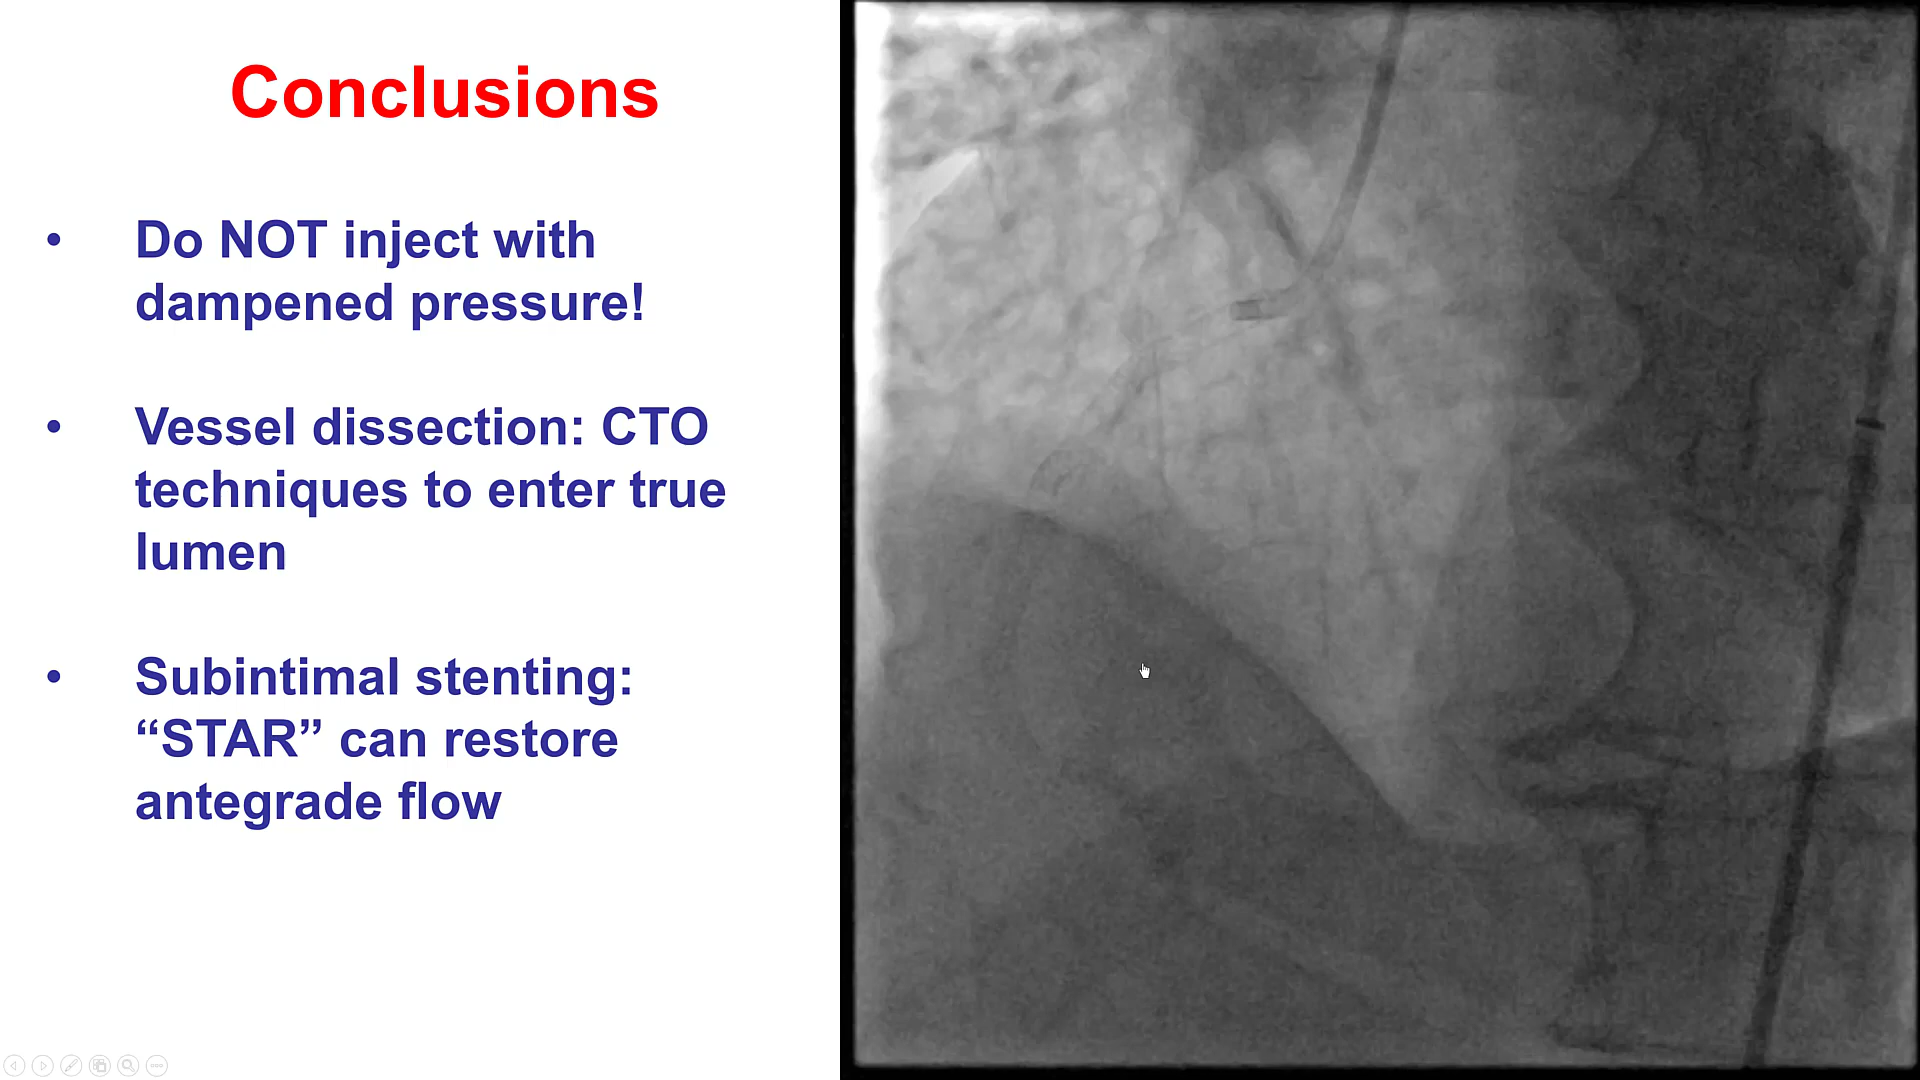 Conclusions
• Do NOT inject with
dampened pressure!
• Vessel dissection: CTO
techniques to enter true
lumen
• Subintimal stenting:
“STAR” can restore
antegrade flow